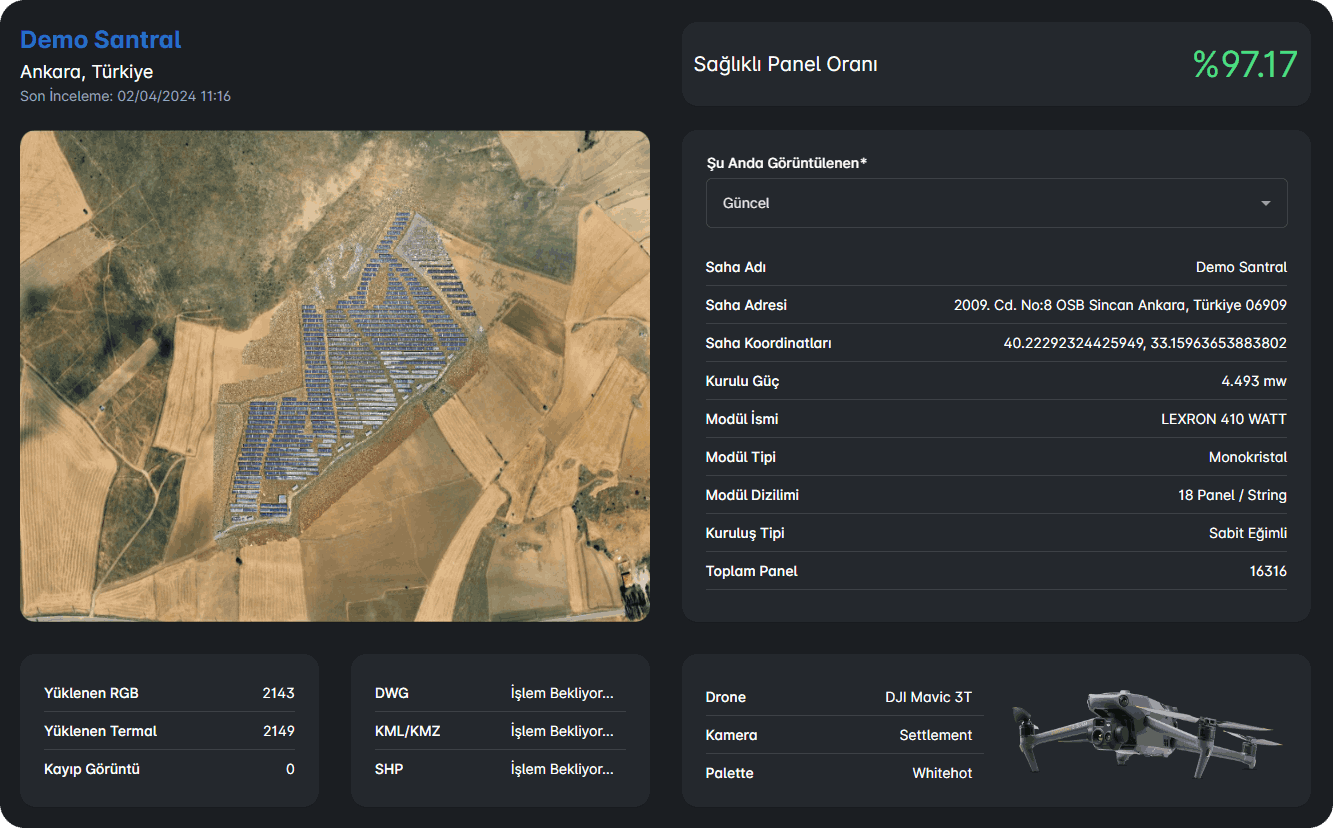 Demo Santral
Ankara, Türkiye
Son İnceleme: 02/04/2024 11:16
Sağlıklı Panel Oranı %97.17
Şu Anda Görüntülenen*
Güncel
Saha Adı Demo Santral
Saha Adresi 2009. Cd. No:8 OSB Sincan Ankara, Türkiye 06909
Saha Koordinatları 40.22292324425949, 33.15963653883802
Kurulu Güç 4.493 mw
Modül İsmi LEXRON 410 WATT
Modül Tipi Monokristal
Modül Dizilimi 18 Panel / String
Kuruluş Tipi Sabit Eğimli
Toplam Panel 16316
Yüklenen RGB 2143
Yüklenen Termal 2149
Kayıp Görüntü 0
DWG İşlem Bekliyor...
KML/KMZ İşlem Bekliyor...
SHP İşlem Bekliyor...
Drone DJI Mavic 3T
Kamera Settlement
Palette Whitehot